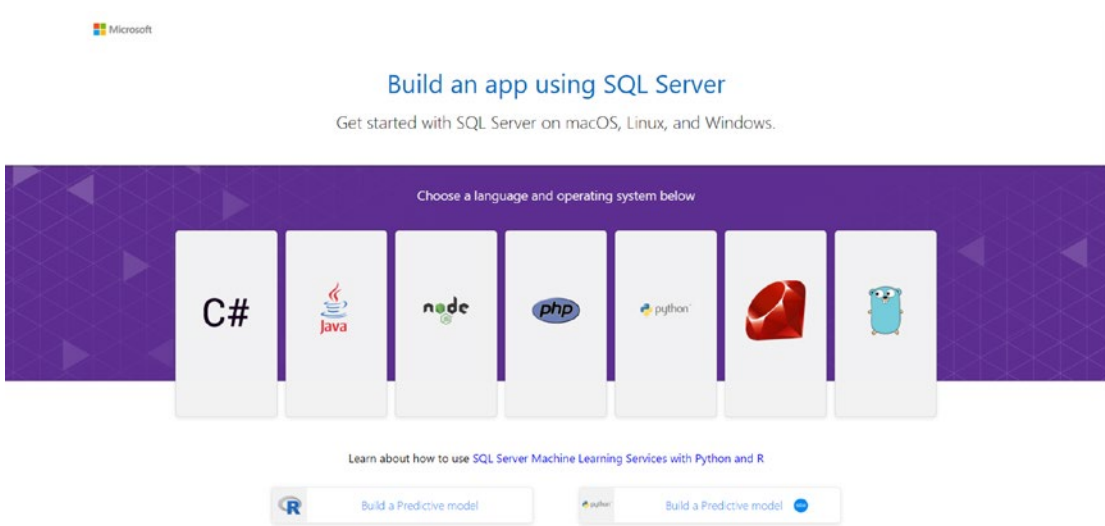 Microsoft
Build an app using SQL Server
Get started with SQL Server on macOS, Linux, and Windows.
Choose a language and operating system below
C#
Java
node
JS
php
python
Learn about how to use SQL Server Machine Learning Services with Python and R
R
Build a Predictive model
python
Build a Predictive model